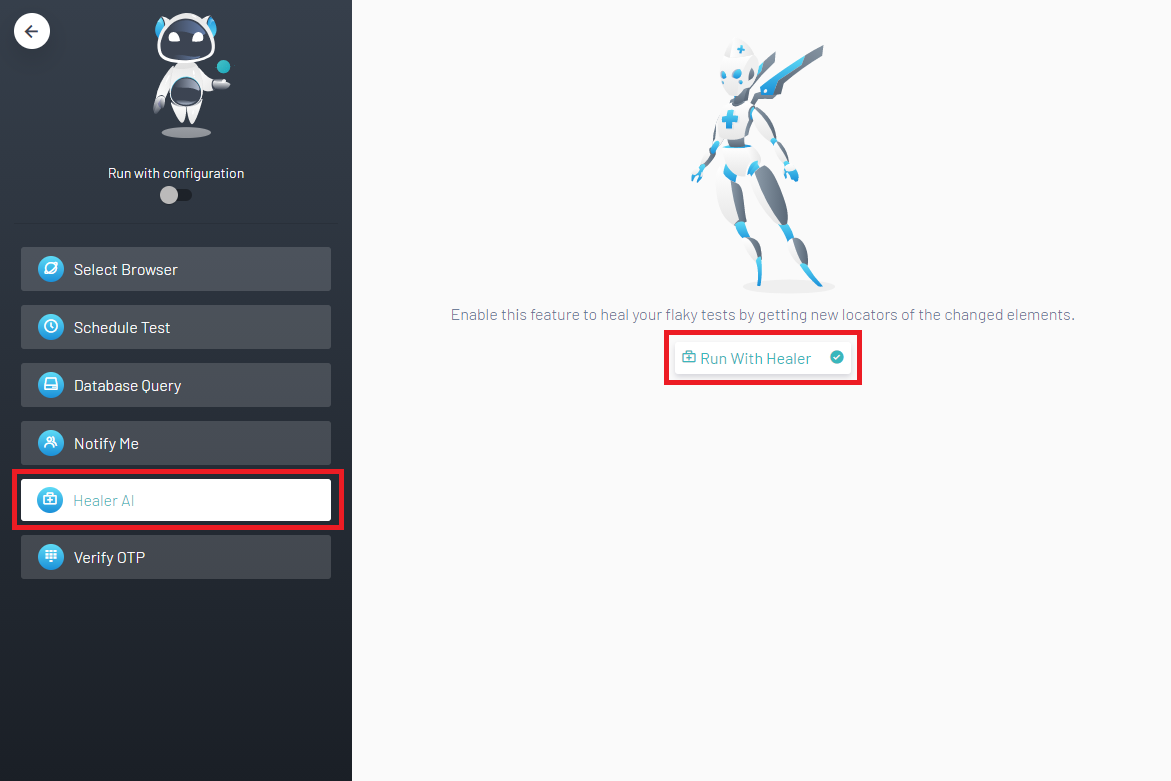 Run with configuration
Select Browser
Schedule Test
Database Query
Notify Me
Healer AI
Verify OTP
Enable this feature to heal your flaky tests by getting new locators of the changed elements.
Run With Healer